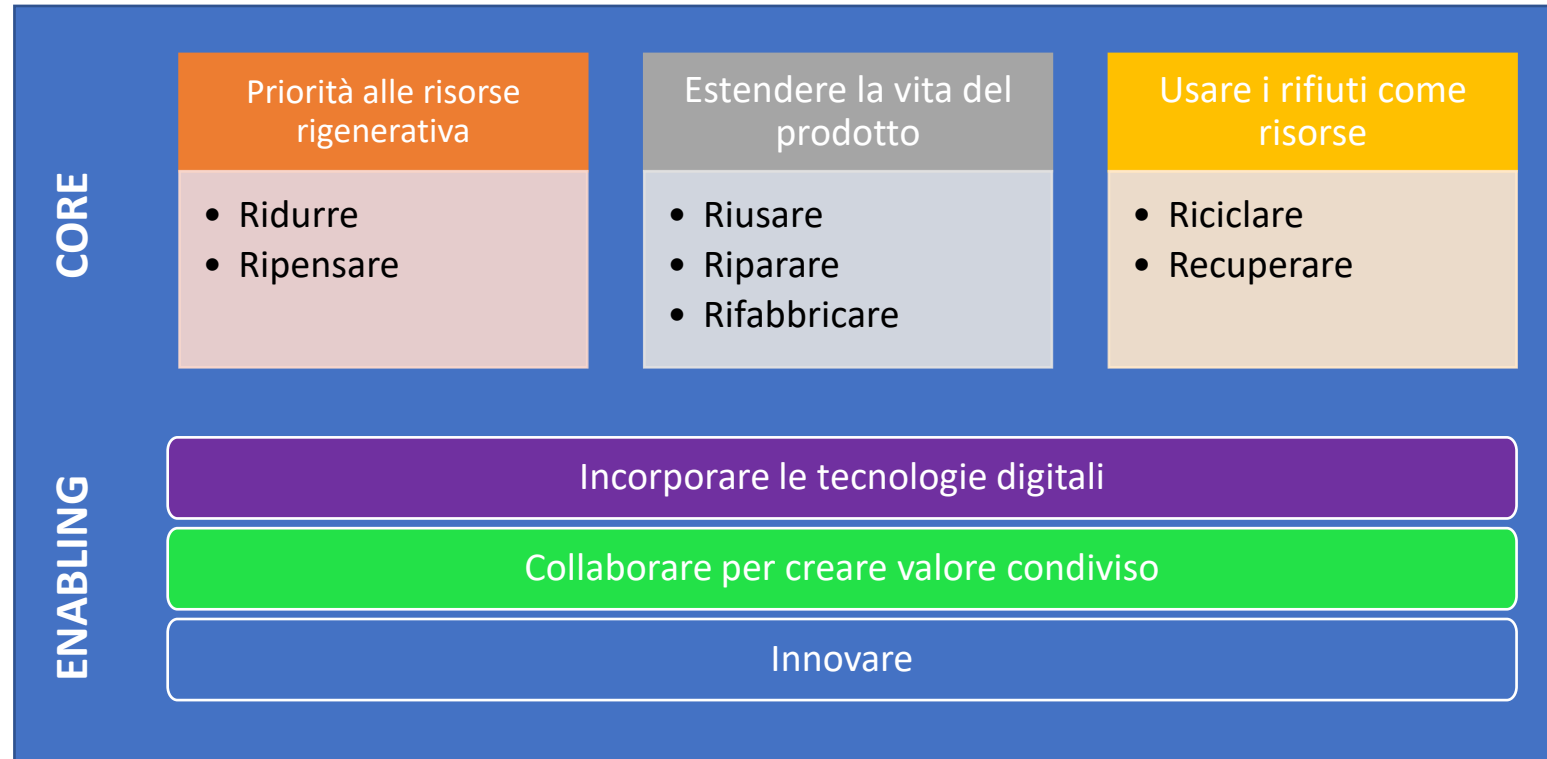 CORE
Priorità alle risorse
rigenerativa
• Ridurre
• Ripensare
Estendere la vita del
prodotto
• Riusare
• Riparare
• Rifabbricare
Usare i rifiuti come
risorse
• Riciclare
• Recuperare
ENABLING
Incorporare le tecnologie digitali
Collaborare per creare valore condiviso
Innovare